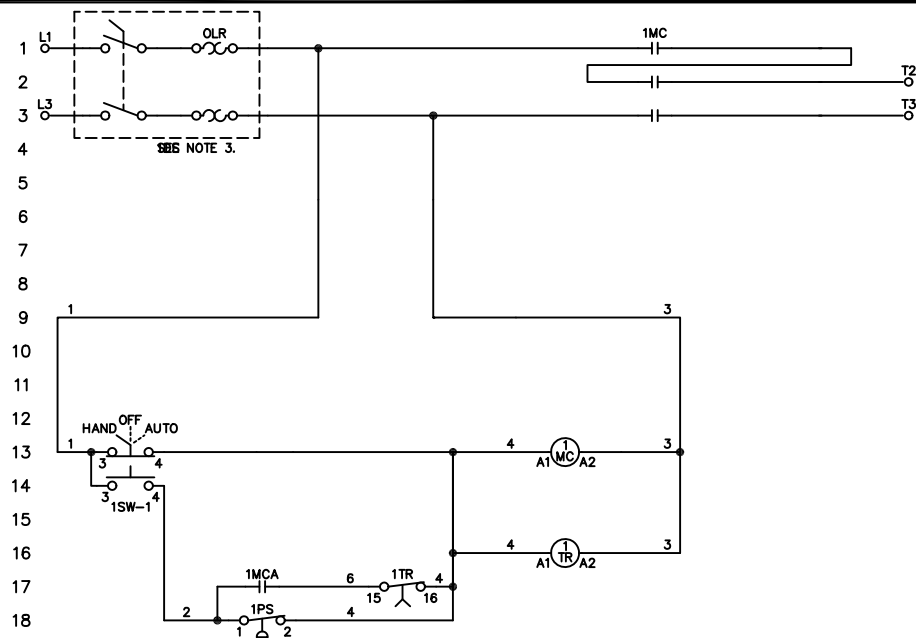 1 L1 OLR 1MC
2 T2
3 L3 T3
4 NOTE 3.
5
6
7
8
9 1 3
10
11
12 OFF
HAND AUTO
13 1 3 4 4 A1 1 MC A2 3
14 3 4
1SW-1
15
16 4 A1 1 TR A2 3
17 1MCA 6 15 1TR 16 4
18 2 1 1PS 2 4